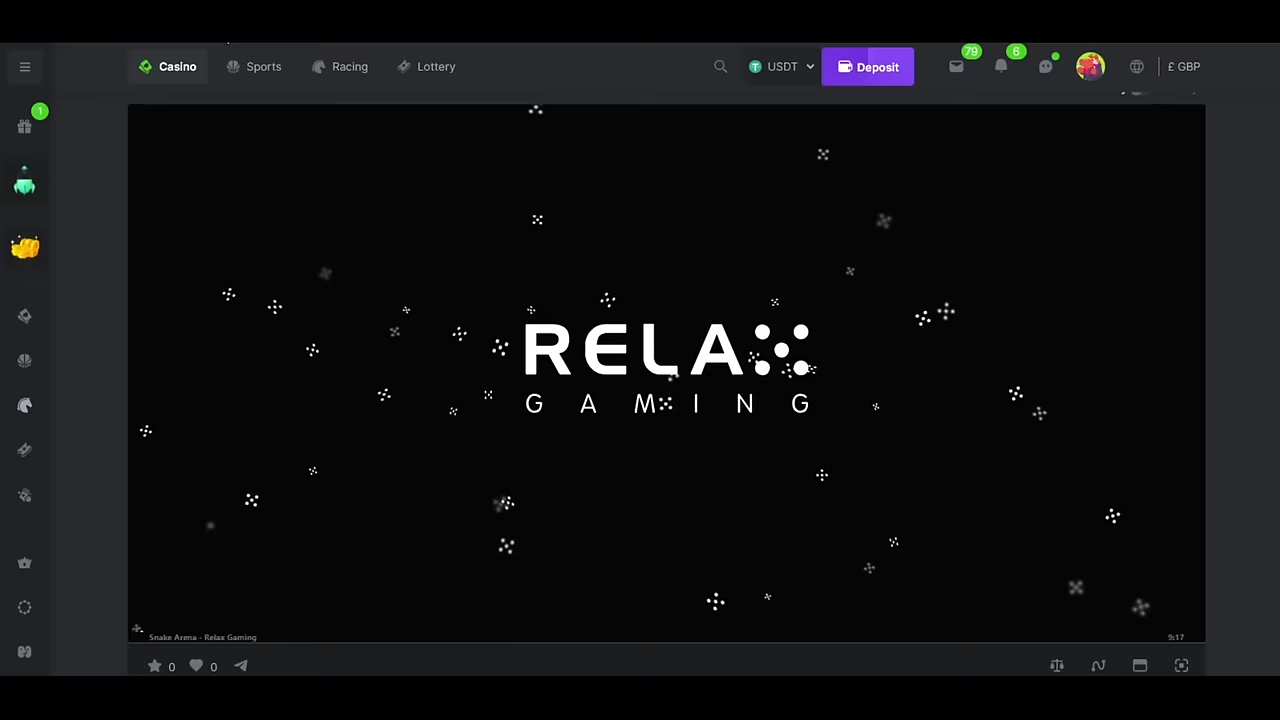 Casino
Sports
Racing
Lottery
USDT
Deposit
79
6
£ GBP
1
RELAX
GAMING
Snake Arena - Relax Gaming
9:17
0
0